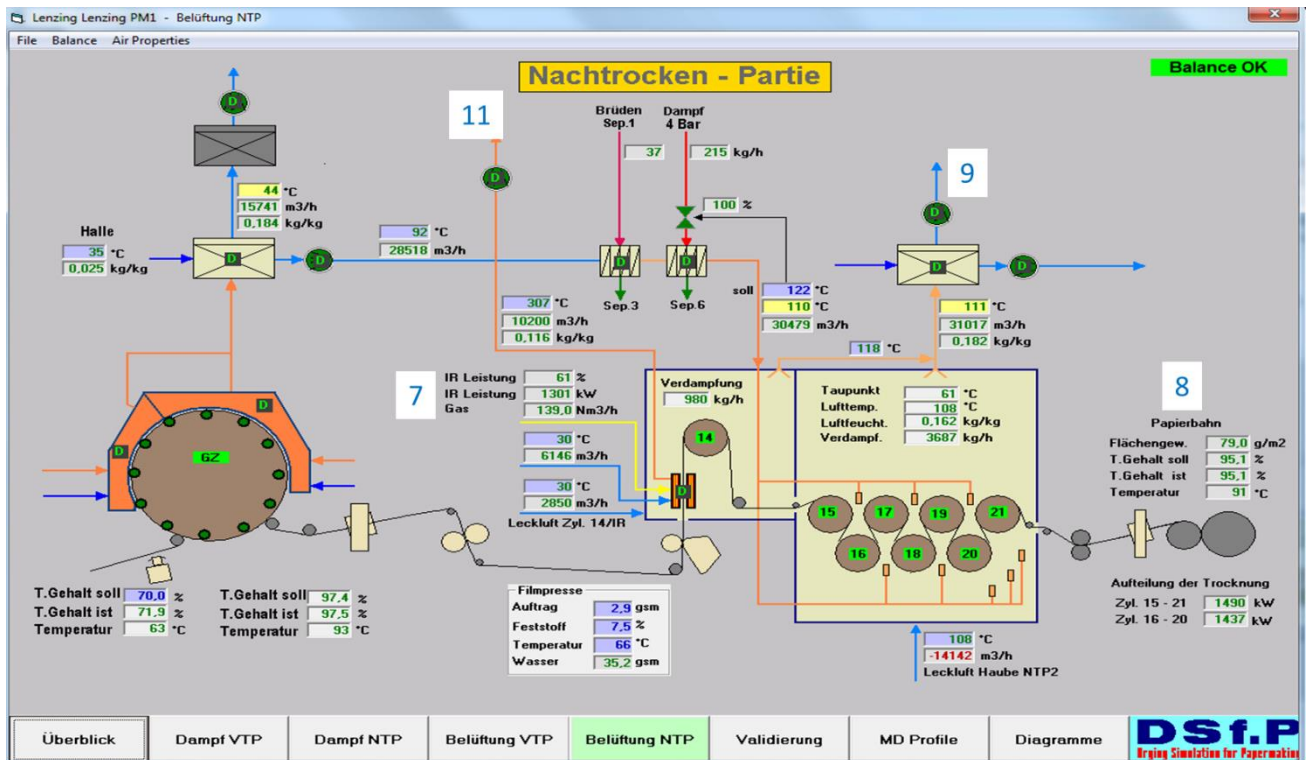 Lenzing Lenzing PM1 - Belüftung NTP
File Balance Air Properties
Nachtrocken - Partie
Balance OK
D
11
Brüden
Sep.1
Dampf
4 Bar
37
215 kg/h
9
44 °C
15741 m3/h
0,184 kg/kg
D
D
100 %
Halle
35 °C
0,025 kg/kg
D
D
92 °C
28518 m3/h
D
D
D
D
Sep.3
Sep.6
soll 122 °C
110 °C
30479 m3/h
307 °C
10200 m3/h
0,116 kg/kg
111 °C
31017 m3/h
0,182 kg/kg
118 °C
7
IR Leistung 61 %
IR Leistung 1301 kW
Gas 139,0 Nm3/h
30 °C
6146 m3/h
30 °C
2850 m3/h
Leckluft Zyl. 14/IR
Verdampfung
980 kg/h
14
D
Taupunkt 61 °C
Lufttemp. 108 °C
Luftfeucht. 0,162 kg/kg
Verdampf. 3687 kg/h
8
Papierbahn
Flächengew. 79,0 g/m2
T.Gehalt soll 95,1 %
T.Gehalt ist 95,1 %
Temperatur 91 °C
D
D
GZ
15 17 19 21
16 18 20
T.Gehalt soll 70,0 %
T.Gehalt ist 71,9 %
Temperatur 63 °C
T.Gehalt soll 97,4 %
T.Gehalt ist 97,5 %
Temperatur 93 °C
Filmpresse
Auftrag 2,9 gsm
Feststoff 7,5 %
Temperatur 66 °C
Wasser 35,2 gsm
Aufteilung der Trocknung
Zyl. 15 - 21 1490 kW
Zyl. 16 - 20 1437 kW
108 °C
-14142 m3/h
Leckluft Haube NTP2
Überblick
Dampf VTP
Dampf NTP
Belüftung VTP
Belüftung NTP
Validierung
MD Profile
Diagramme
DSf.P
Drying Simulation for Papermaking